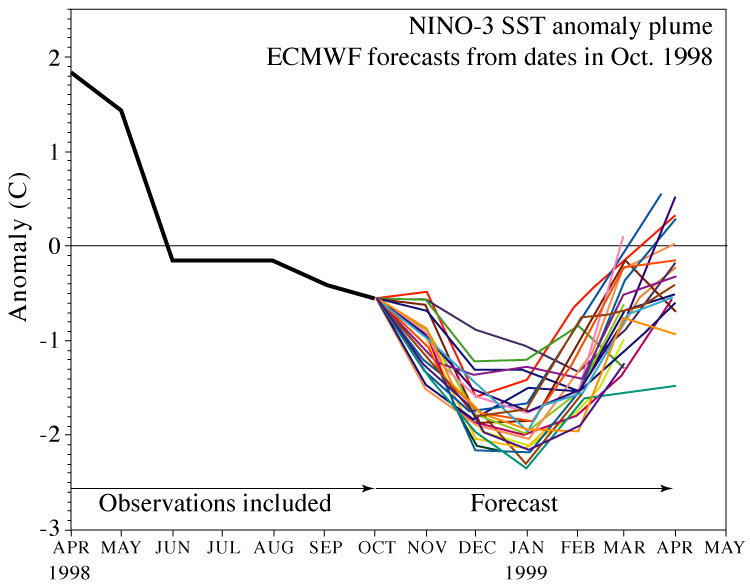 NINO-3 SST anomaly plume
ECMWF forecasts from dates in Oct. 1998
Anomaly (C)
2
1
0
-1
-2
-3
Observations included
Forecast
APR MAY JUN JUL AUG SEP OCT NOV DEC JAN FEB MAR APR MAY
1998 1999